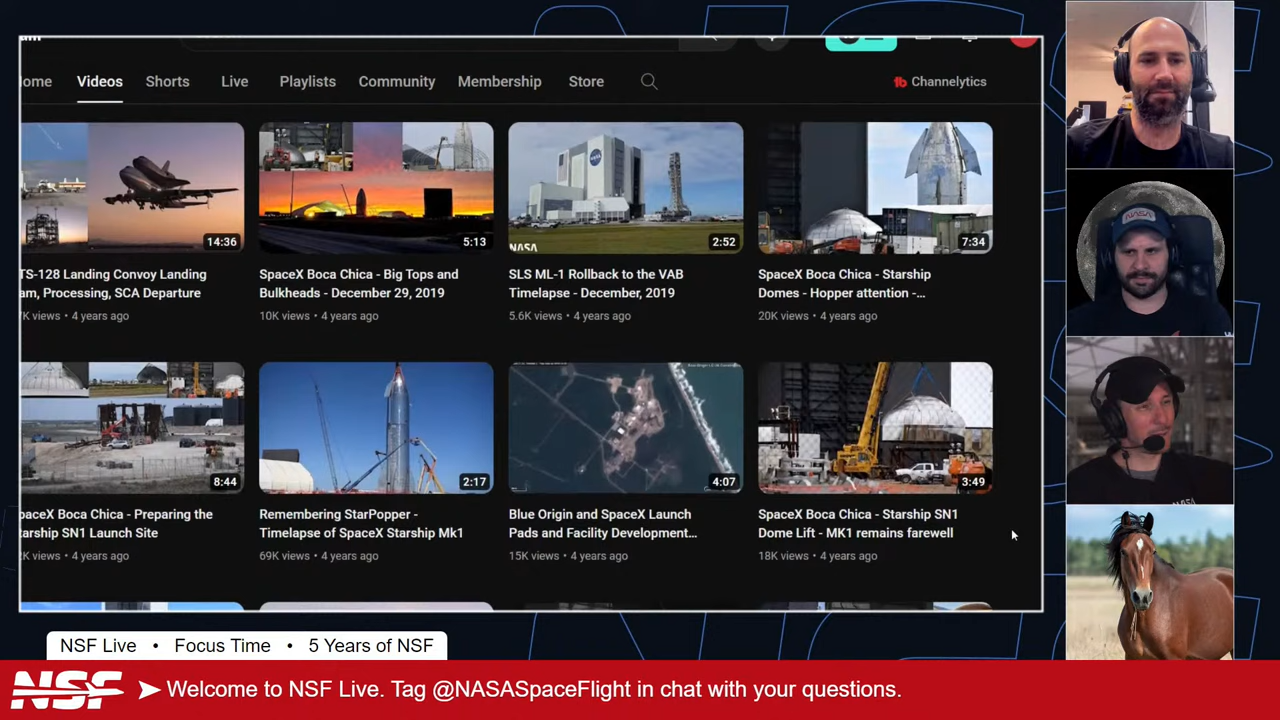 ome Videos Shorts Live Playlists Community Membership Store Channelytics
14:36
5:13
NASA
2:52
7:34
TS-128 Landing Convoy Landing
am, Processing, SCA Departure
K views • 4 years ago
SpaceX Boca Chica - Big Tops and
Bulkheads - December 29, 2019
10K views • 4 years ago
SLS ML-1 Rollback to the VAB
Timelapse - December, 2019
5.6K views • 4 years ago
SpaceX Boca Chica - Starship
Domes - Hopper attention -...
20K views • 4 years ago
8:44
2:17
4:07
3:49
paceX Boca Chica - Preparing the
tarship SN1 Launch Site
K views • 4 years ago
Remembering StarPopper -
Timelapse of SpaceX Starship Mk1
69K views • 4 years ago
Blue Origin and SpaceX Launch
Pads and Facility Development...
15K views • 4 years ago
SpaceX Boca Chica - Starship SN1
Dome Lift - MK1 remains farewell
18K views • 4 years ago
NASA
NSF Live • Focus Time • 5 Years of NSF
NSF Welcome to NSF Live. Tag @NASASpaceFlight in chat with your questions.